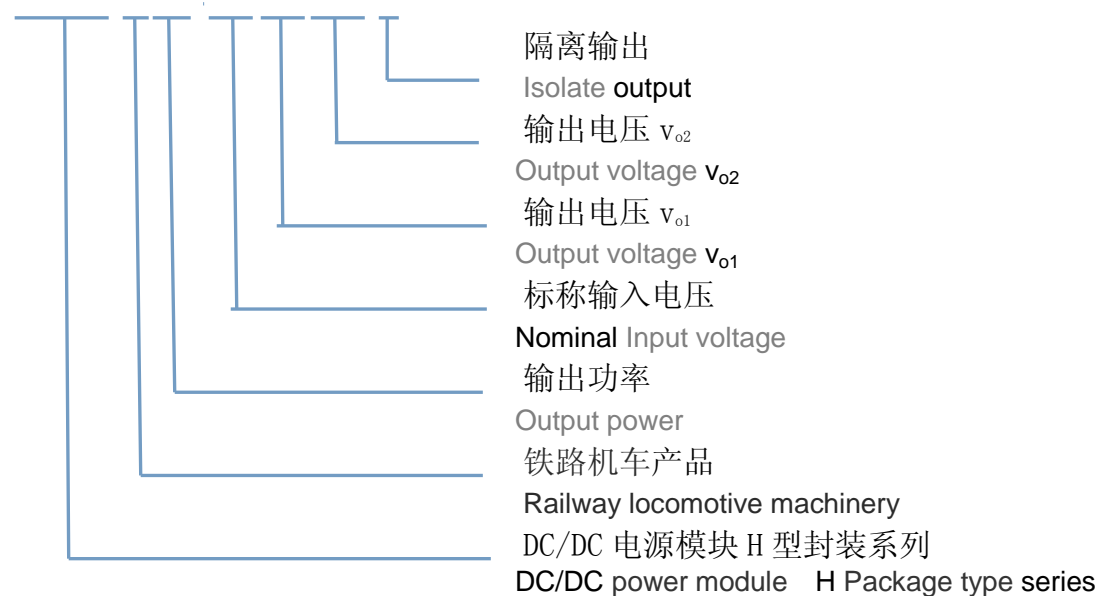 隔离输出
Isolate output
输出电压 vo2
Output voltage vo2
输出电压 vo1
Output voltage vo1
标称输入电压
Nominal Input voltage
输出功率
Output power
铁路机车产品
Railway locomotive machinery
DC/DC 电源模块 H 型封装系列
DC/DC power module H Package type series